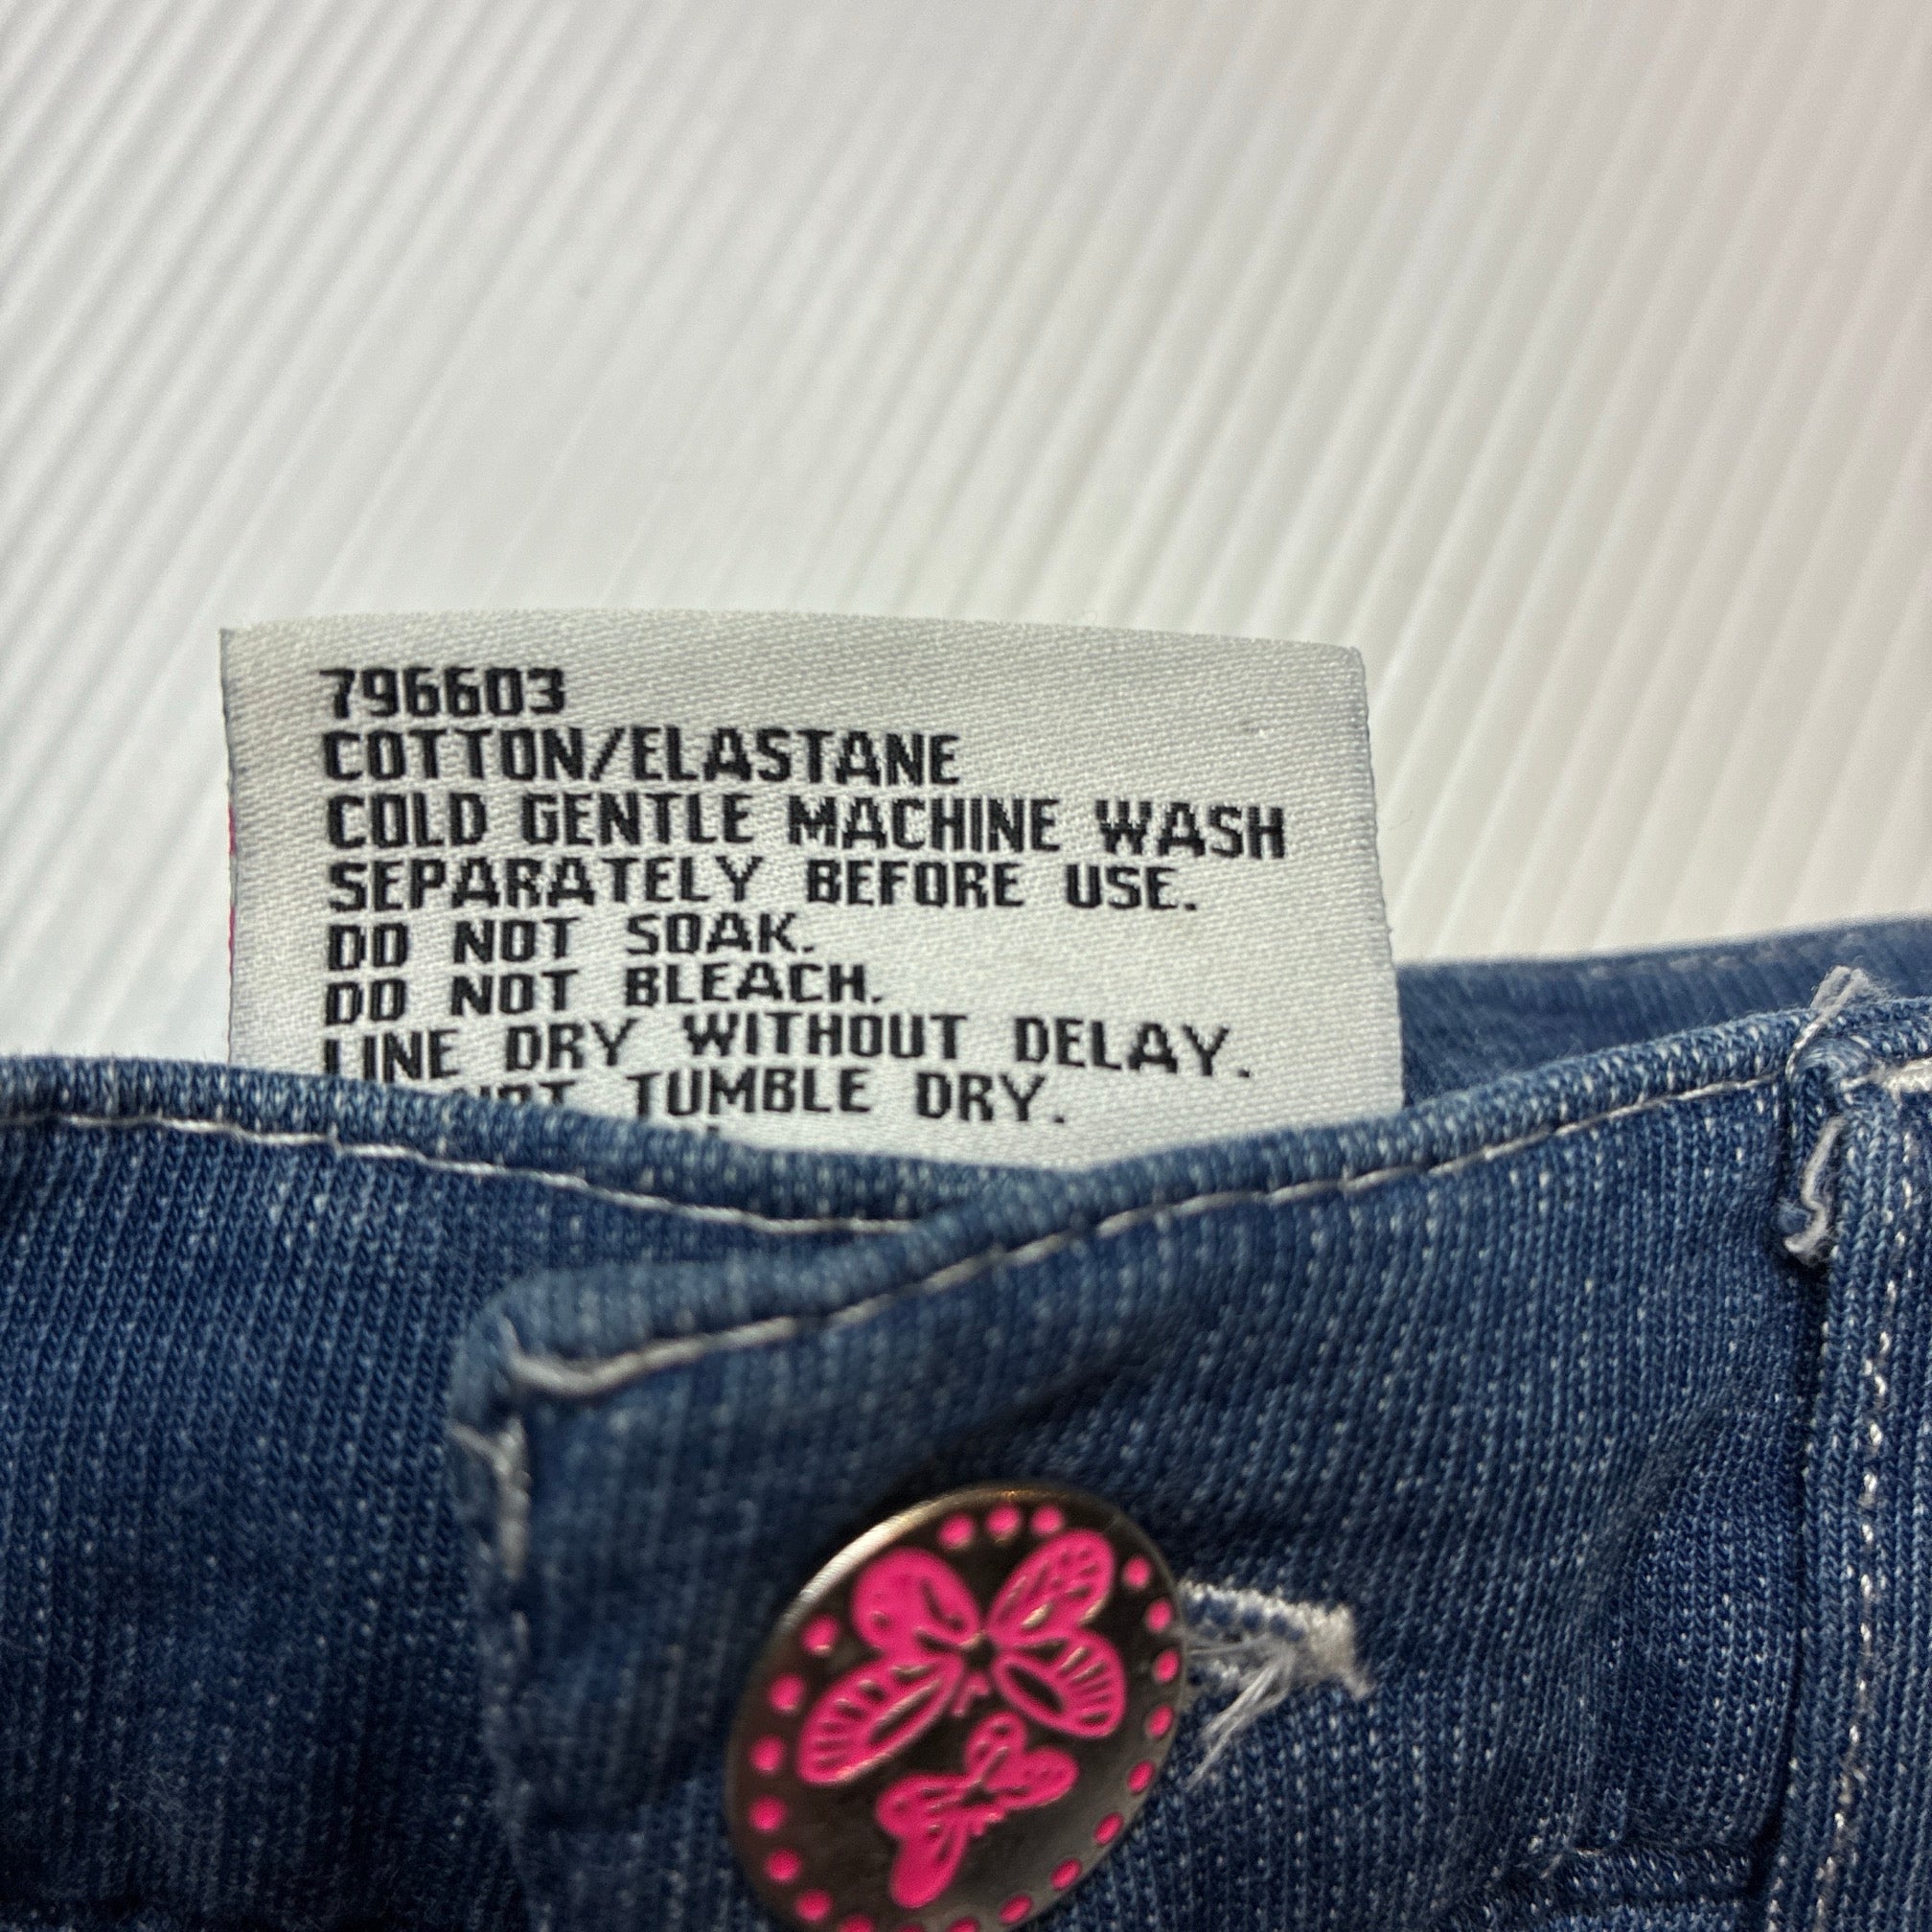 796603
COTTON/ELASTANE
COLD GENTLE MACHINE WASH
SEPARATELY BEFORE USE.
DO NOT SOAK.
DO NOT BLEACH.
LINE DRY WITHOUT DELAY.
NOT TUMBLE DRY.